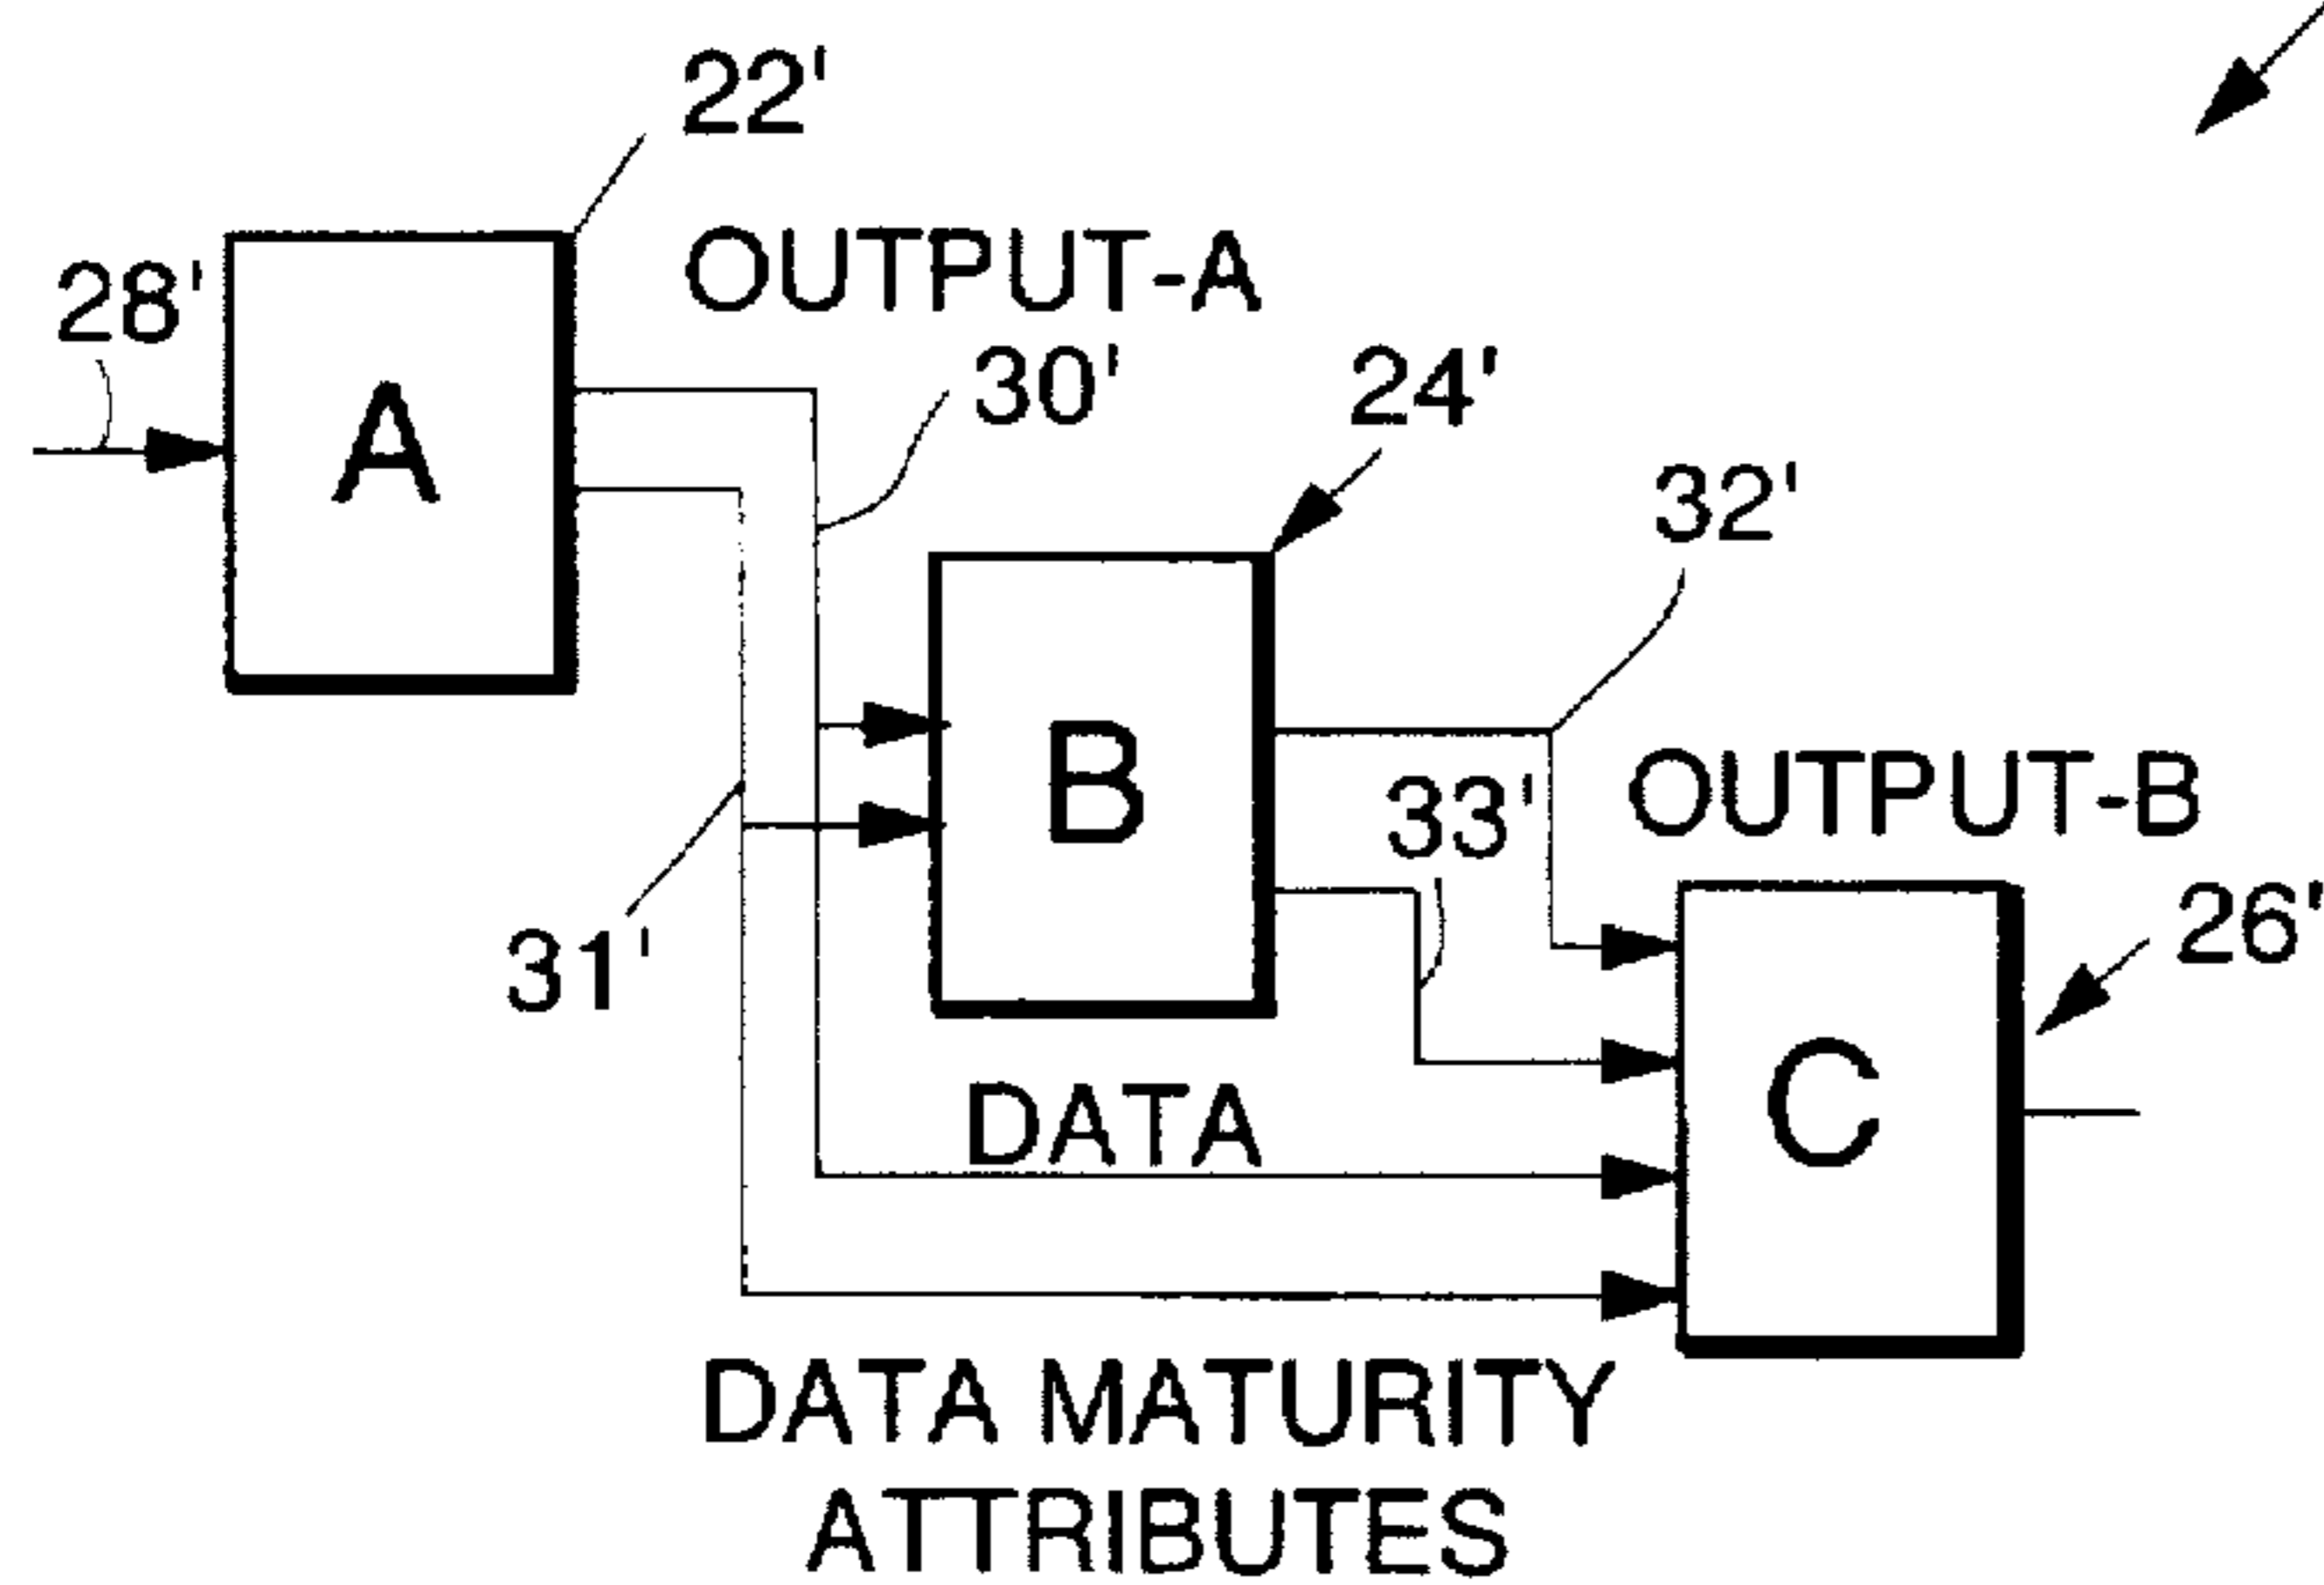 22'
28'
OUTPUT-A
30'
24'
A
32'
B
33'
OUTPUT-B
31'
26'
C
DATA
DATA MATURITY
ATTRIBUTES